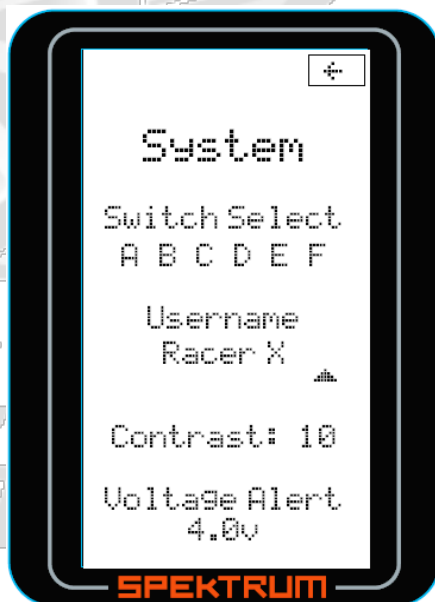 System
Switch Select
A B C D E F
Username
Racer X
Contrast: 10
Voltage Alert
4.0v
SPEKTRUM